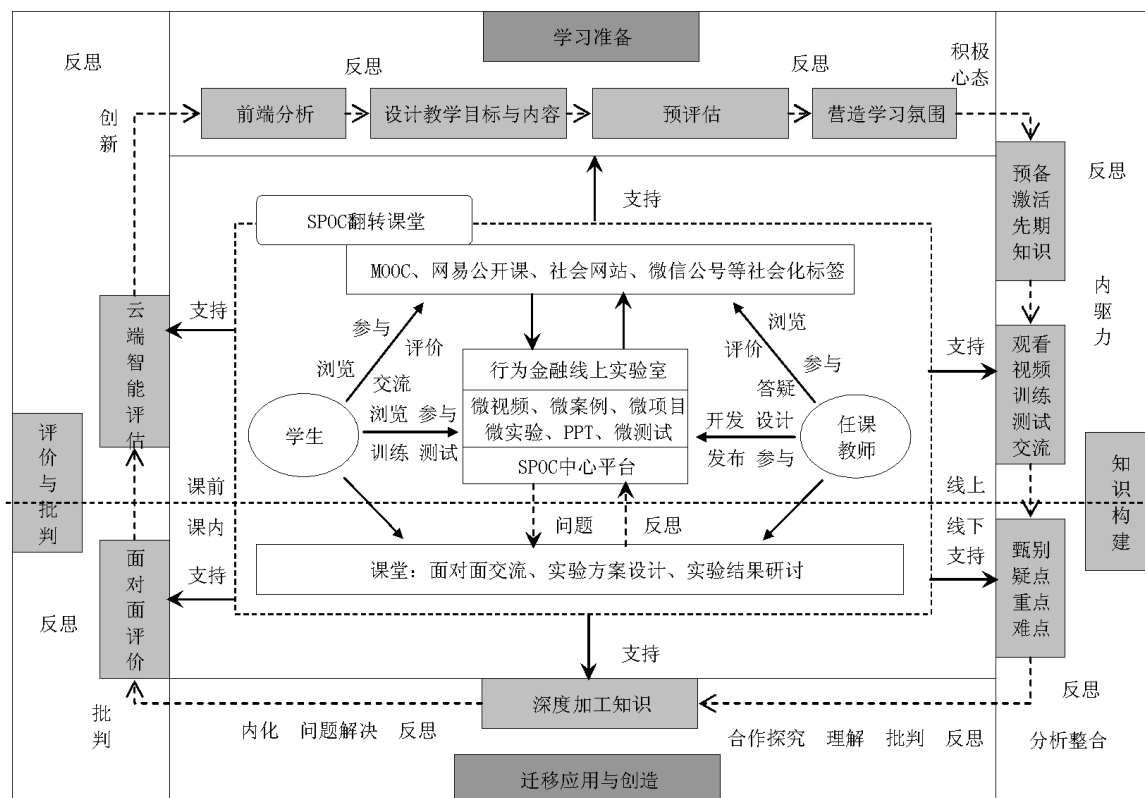 学习准备
反思
反思
反思
积极
心态
创
新
前端分析
设计教学目标与内容
预评估
营造学习氛围
预备
激活
先期
知识
反思
支持
SPOC翻转课堂
MOOC、网易公开课、社会网站、微信公号等社会化标签
云
端
智
能
评
估
支持
浏览
参与
评价
交流
行为金融线上实验室
微视频、微案例、微项目
微实验、PPT、微测试
SPOC中心平台
浏览
评价
参与
答疑
支持
内
驱
力
观看
视频
训练
测试
交流
学生
浏览 参与
训练 测试
开发 设计
发布 参与
任课
教师
评
价
与
批
判
知
识
构
建
课前
线上
课内
线下
问题
反思
支持
支持
面
对
面
评
价
课堂：面对面交流、实验方案设计、实验结果研讨
甄别
疑点
重点
难点
反思
支持
反思
批
判
深度加工知识
内化 问题解决 反思
合作探究 理解 批判 反思
分析整合
迁移应用与创造